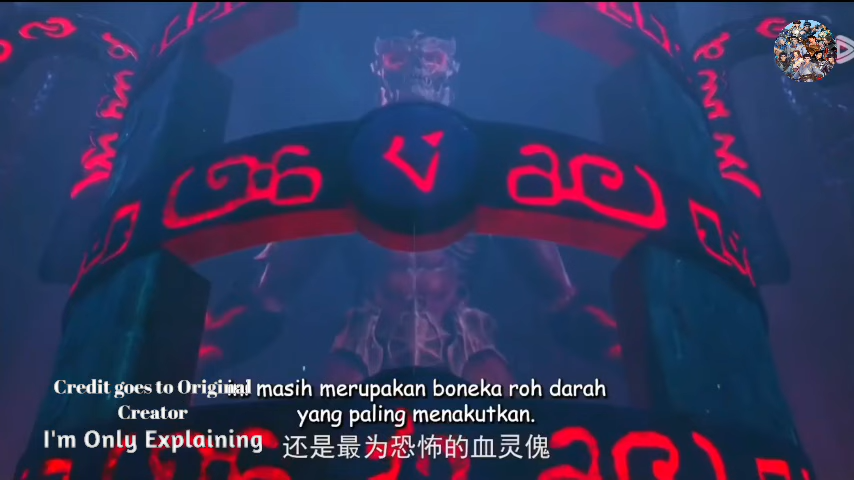 Credit goes to Original
Creator
I'm Only Explaining
masih merupakan boneka roh darah
yang paling menakutkan.
还是最为恐怖的血灵傀